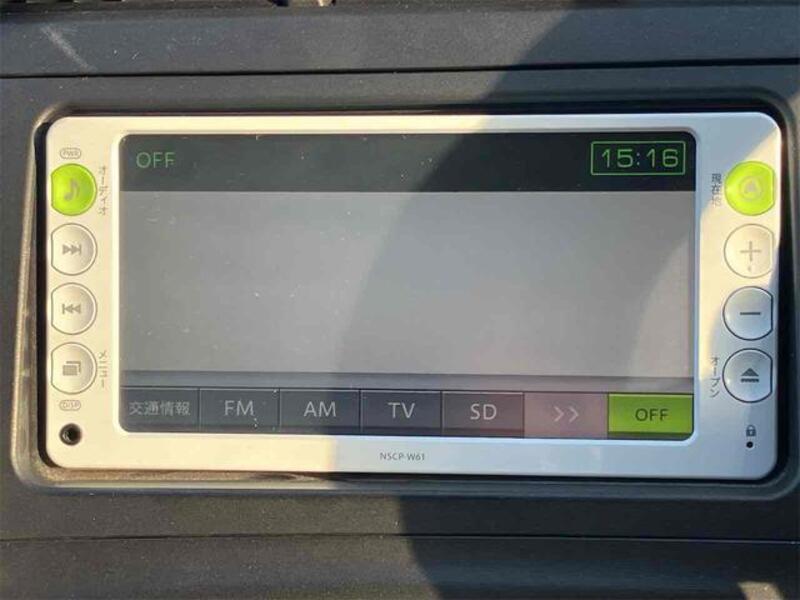 PWR
オーディオ
OFF
15:16
現在地
メニュー
DISP
オープン
交通情報 FM AM TV SD >> OFF
NSCP-W61